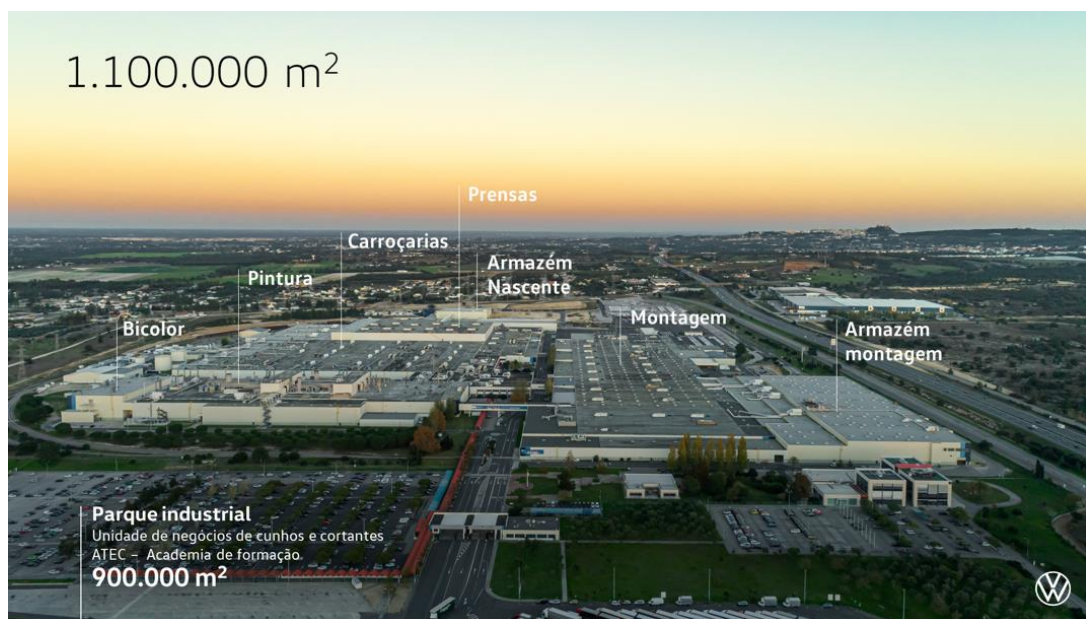 1.100.000 m²
Prensas
Carroçarias
Armazém
Nascente
Pintura
Bicolor
Montagem
Armazém
montagem
Parque industrial
Unidade de negócios de cunhos e cortantes
ATEC – Academia de formação
900.000 m²